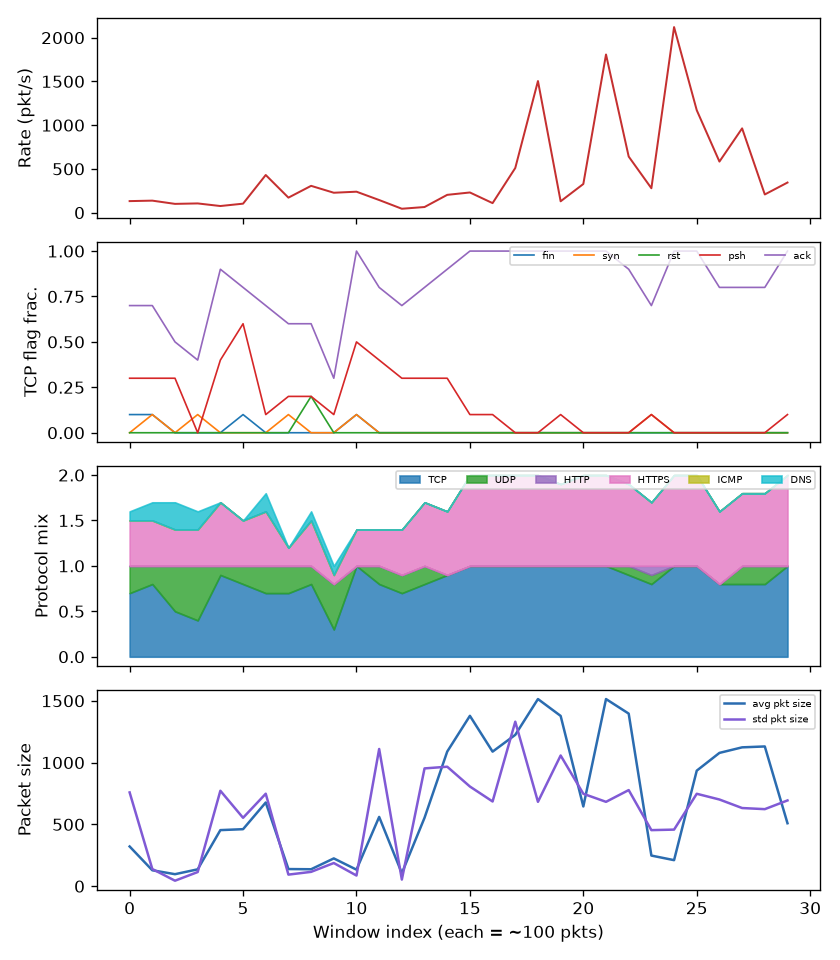 2000
1500
1000
500
0
Rate (pkt/s)
1.00
0.75
0.50
0.25
0.00
TCP flag frac.
fin syn rst psh ack
2.0
1.5
1.0
0.5
0.0
Protocol mix
TCP UDP HTTP HTTPS ICMP DNS
1500
1000
500
0
Packet size
avg pkt size
std pkt size
0 5 10 15 20 25 30
Window index (each = ~100 pkts)